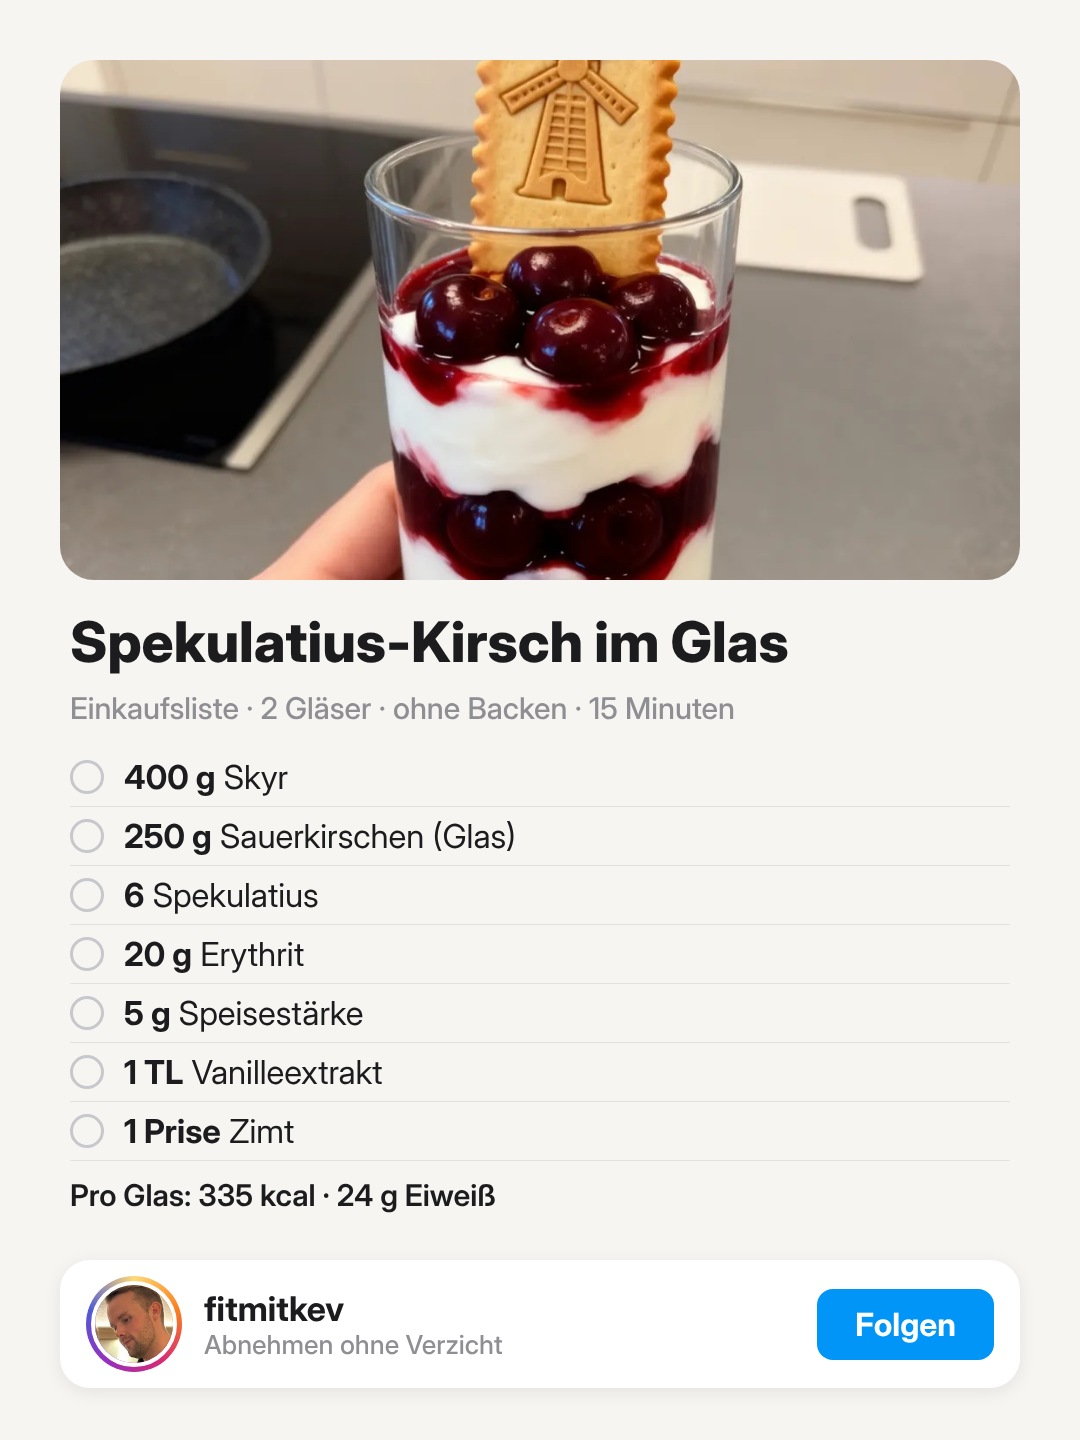 Spekulatius-Kirsch im Glas
Einkaufsliste · 2 Gläser · ohne Backen · 15 Minuten
400 g Skyr
250 g Sauerkirschen (Glas)
6 Spekulatius
20 g Erythrit
5 g Speisestärke
1 TL Vanilleextrakt
1 Prise Zimt
Pro Glas: 335 kcal · 24 g Eiweiß
fitmitkev
Abnehmen ohne Verzicht
Folgen